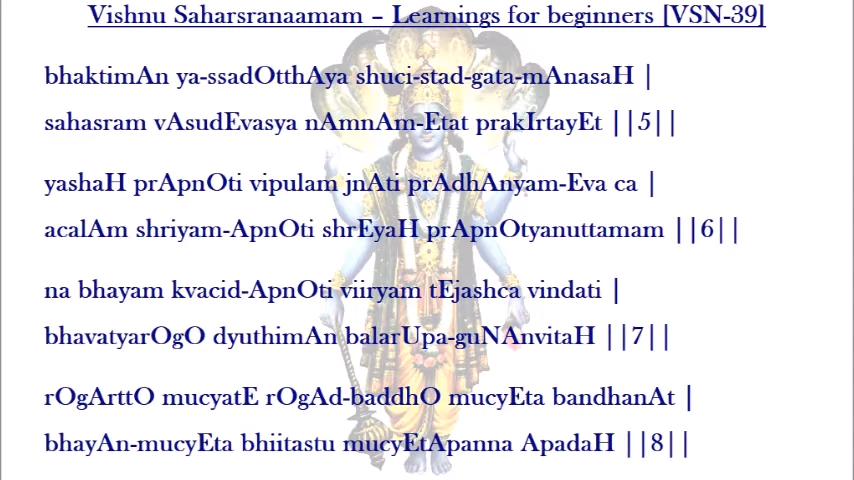 Vishnu Saharsranaamam – Learnings for beginners [VSN-39]
bhaktimAn ya-ssadOtthAya shuci-stad-gata-mAnasaH |
sahasram vAsudEvasya nAmnAm-Etat prakIrtayEt ||5||
yashaH prApnOti vipulam jnAti prAdhAnyam-Eva ca |
acalAm shriyam-ApnOti shrEyaH prApnOtyanuttamam ||6||
na bhayam kvacid-ApnOti viiryam tEjashca vindati |
bhavatyarOgO dyuthimAn balarUpa-guNAnvitaH ||7||
rOgArttO mucyatE rOgAd-baddhO mucyEta bandhanAt |
bhayAn-mucyEta bhiitastu mucyEtApanna ApadaH ||8||